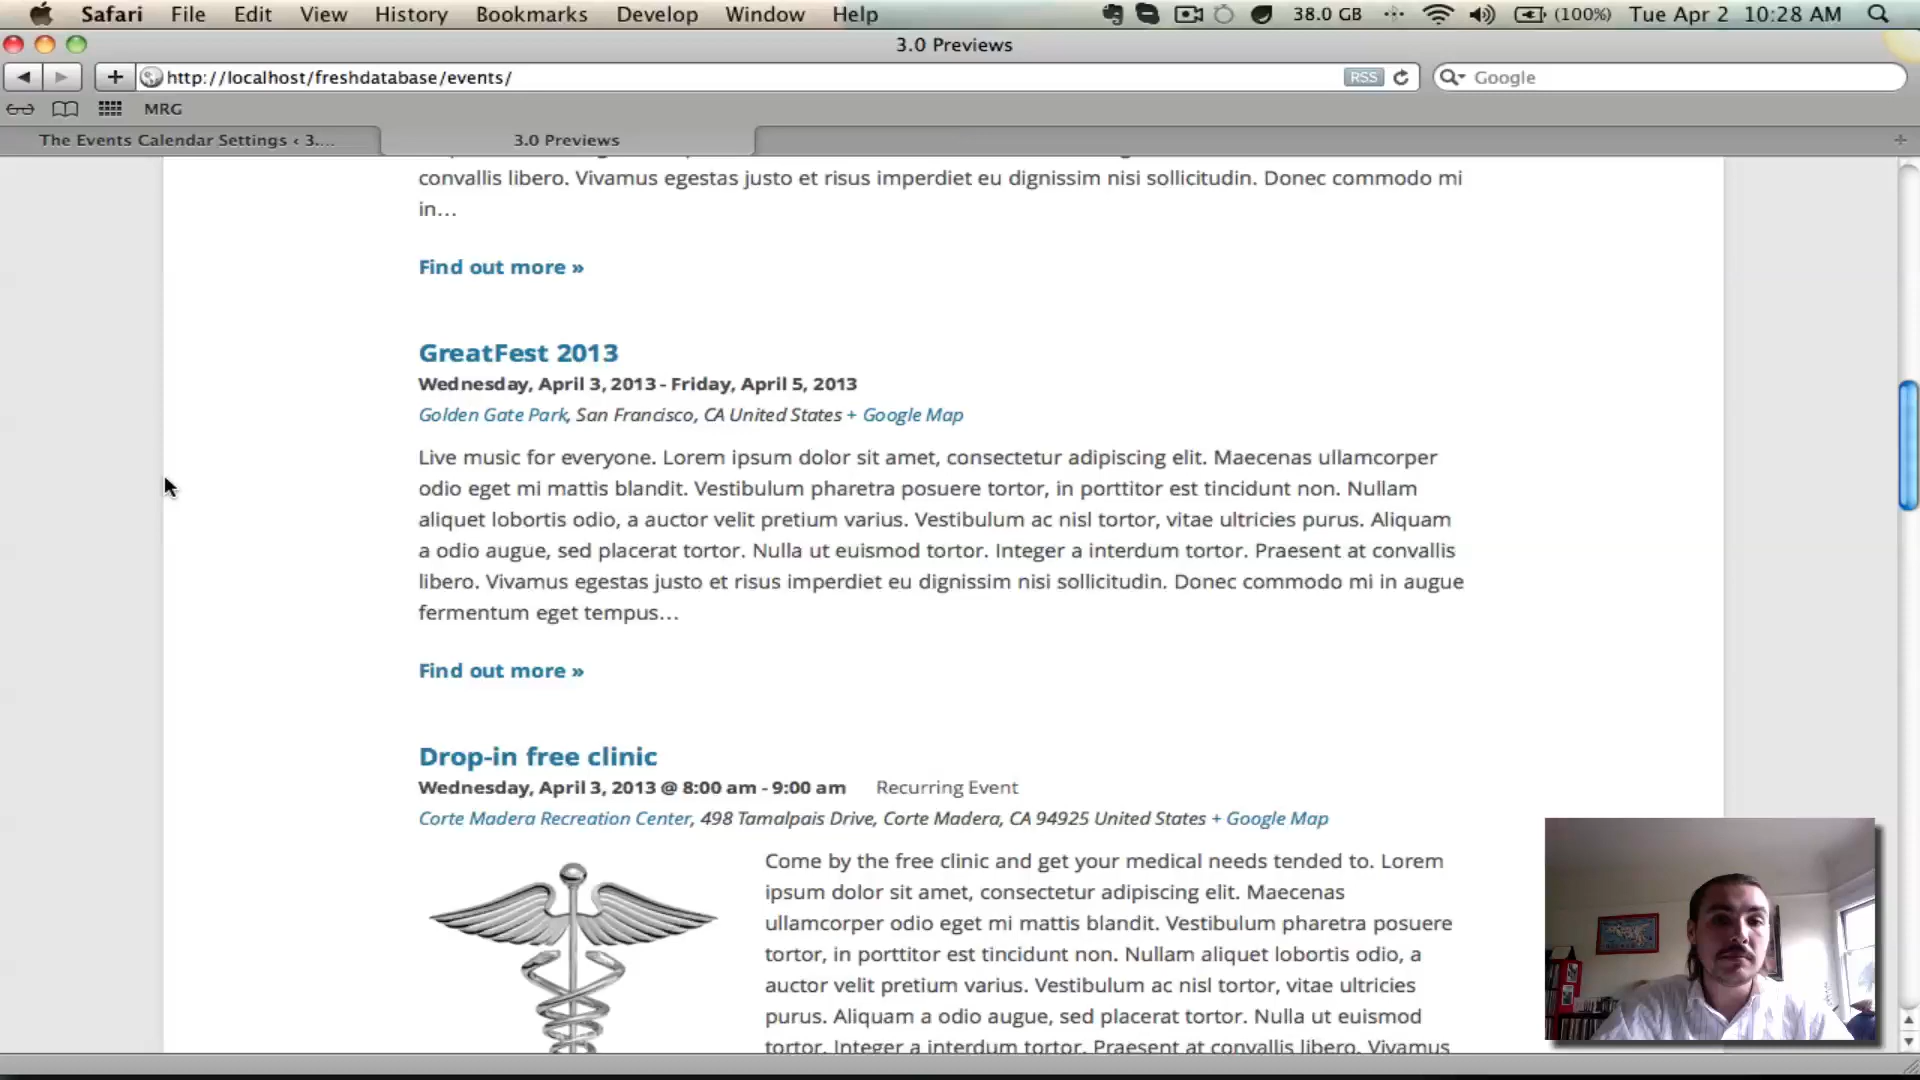 Safari File Edit View History Bookmarks Develop Window Help 38.0 GB (100%) Tue Apr 2 10:28 AM
3.0 Previews
http://localhost/freshdatabase/events/ RSS Google
MRG
The Events Calendar Settings ‹ 3.... 3.0 Previews
convallis libero. Vivamus egestas justo et risus imperdiet eu dignissim nisi sollicitudin. Donec commodo mi
in...
Find out more »
GreatFest 2013
Wednesday, April 3, 2013 - Friday, April 5, 2013
Golden Gate Park, San Francisco, CA United States + Google Map
Live music for everyone. Lorem ipsum dolor sit amet, consectetur adipiscing elit. Maecenas ullamcorper
odio eget mi mattis blandit. Vestibulum pharetra posuere tortor, in porttitor est tincidunt non. Nullam
aliquet lobortis odio, a auctor velit pretium varius. Vestibulum ac nisl tortor, vitae ultricies purus. Aliquam
a odio augue, sed placerat tortor. Nulla ut euismod tortor. Integer a interdum tortor. Praesent at convallis
libero. Vivamus egestas justo et risus imperdiet eu dignissim nisi sollicitudin. Donec commodo mi in augue
fermentum eget tempus...
Find out more »
Drop-in free clinic
Wednesday, April 3, 2013 @ 8:00 am - 9:00 am Recurring Event
Corte Madera Recreation Center, 498 Tamalpais Drive, Corte Madera, CA 94925 United States + Google Map
Come by the free clinic and get your medical needs tended to. Lorem
ipsum dolor sit amet, consectetur adipiscing elit. Maecenas
ullamcorper odio eget mi mattis blandit. Vestibulum pharetra posuere
tortor, in porttitor est tincidunt non. Nullam aliquet lobortis odio, a
auctor velit pretium varius. Vestibulum ac nisl tortor, vitae ultricies
purus. Aliquam a odio augue, sed placerat tortor. Nulla ut euismod
tortor. Integer a interdum tortor. Praesent at convallis libero. Vivamus